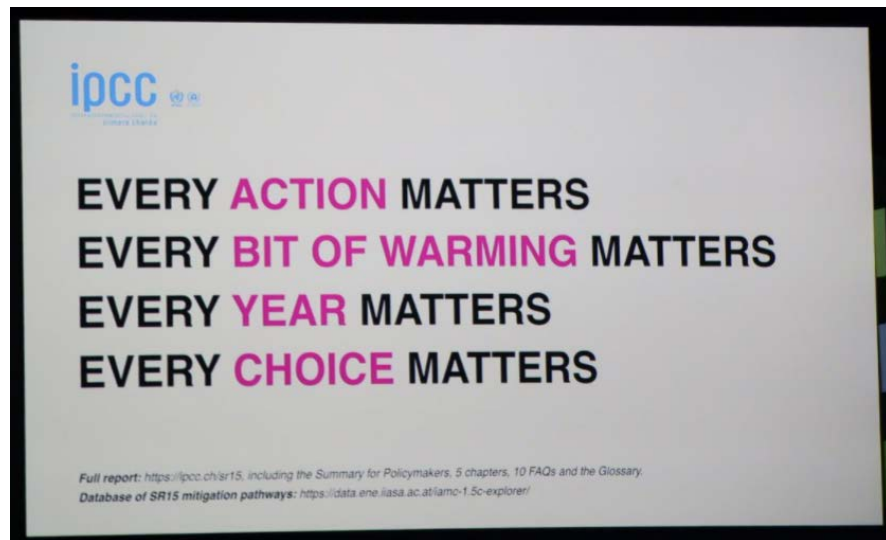 ipcc
climate change
EVERY ACTION MATTERS
EVERY BIT OF WARMING MATTERS
EVERY YEAR MATTERS
EVERY CHOICE MATTERS
Full report: https://ipcc.ch/sr15, including the Summary for Policymakers, 5 chapters, 10 FAQs and the Glossary.
Database of SR15 mitigation pathways: https://data.ene.iiasa.ac.at/iamc-1.5c-explorer/